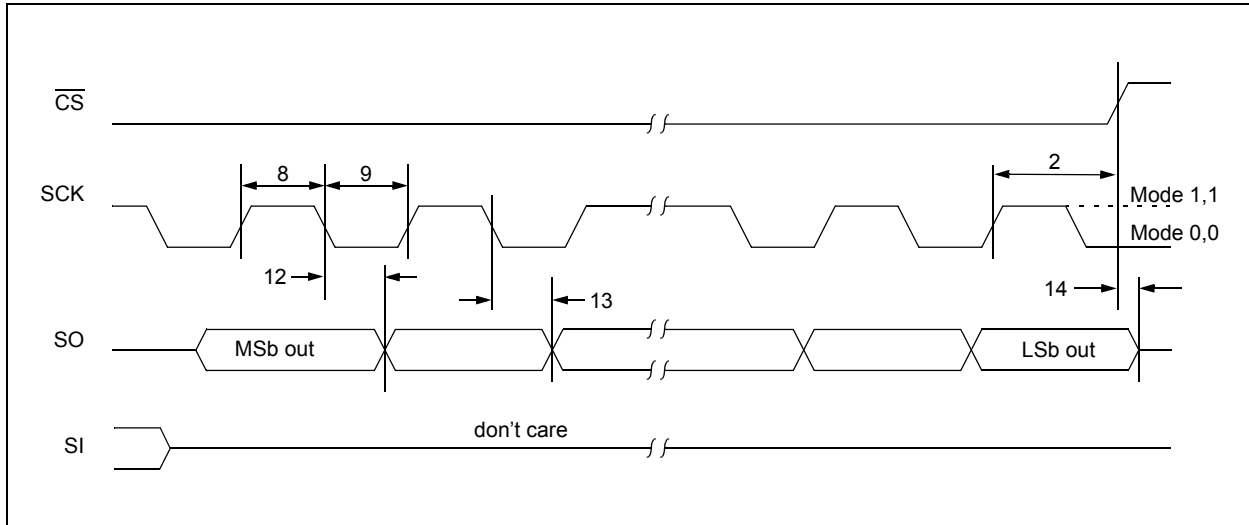 CS
2
8
9
SCK
Mode 1,1
Mode 0,0
12
13
14
SO
MSb out
LSb out
don't care
SI